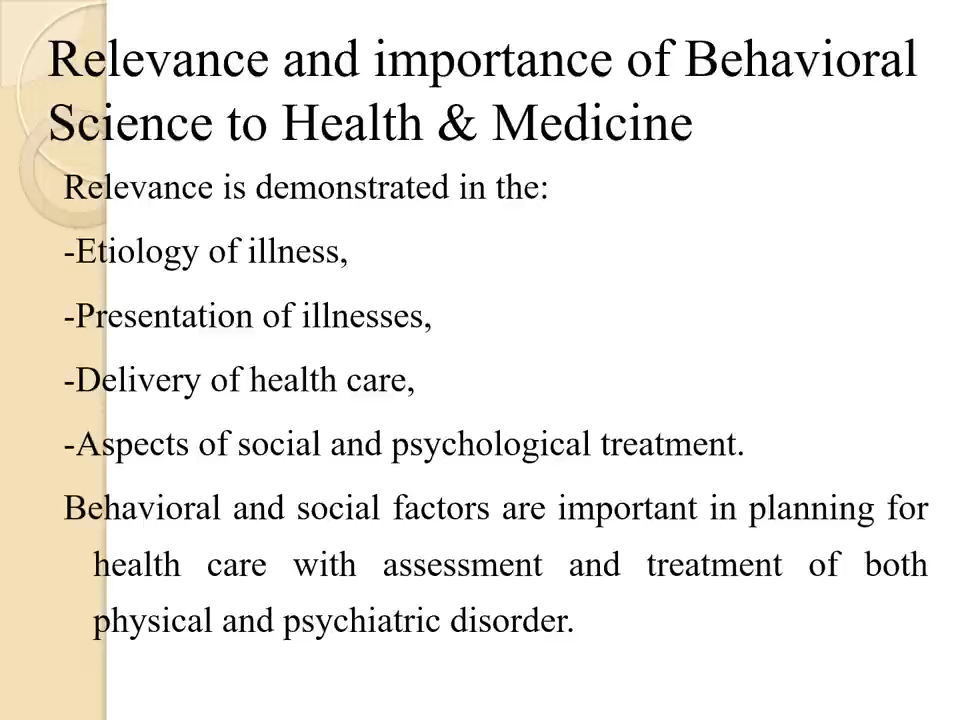 Relevance and importance of Behavioral
Science to Health & Medicine
Relevance is demonstrated in the:
-Etiology of illness,
-Presentation of illnesses,
-Delivery of health care,
-Aspects of social and psychological treatment.
Behavioral and social factors are important in planning for
health care with assessment and treatment of both
physical and psychiatric disorder.